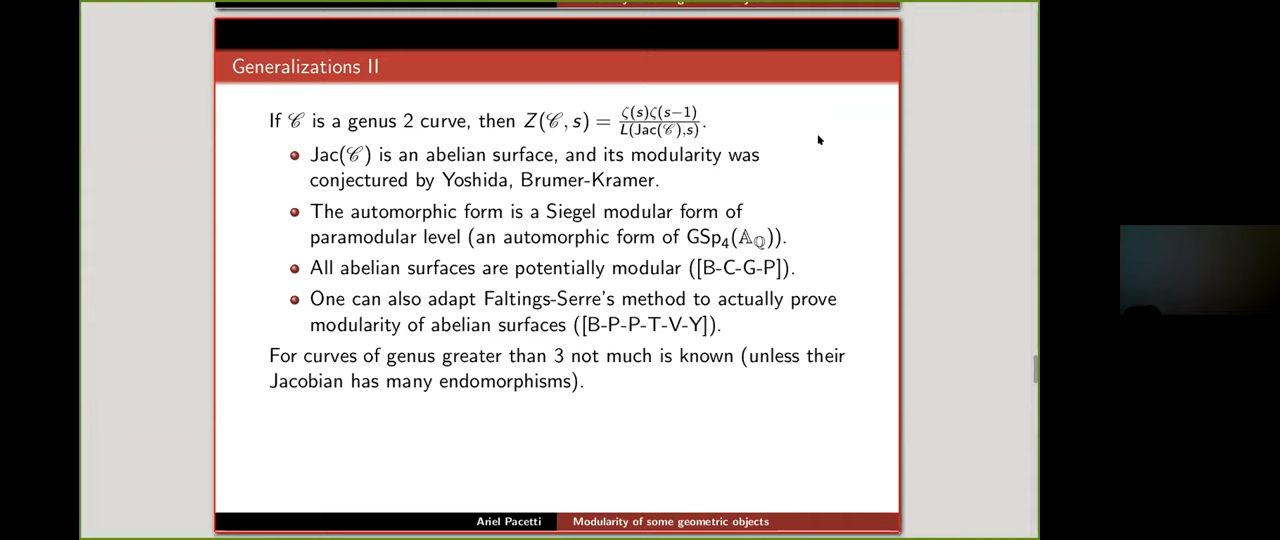 Generalizations II
If 𝒞 is a genus 2 curve, then Z(𝒞, s) = ζ(s)ζ(s−1) / L(Jac(𝒞),s).
Jac(𝒞) is an abelian surface, and its modularity was
conjectured by Yoshida, Brumer-Kramer.
The automorphic form is a Siegel modular form of
paramodular level (an automorphic form of GSp₄(𝔸_ℚ)).
All abelian surfaces are potentially modular ([B-C-G-P]).
One can also adapt Faltings-Serre's method to actually prove
modularity of abelian surfaces ([B-P-P-T-V-Y]).
For curves of genus greater than 3 not much is known (unless their
Jacobian has many endomorphisms).
Ariel Pacetti Modularity of some geometric objects